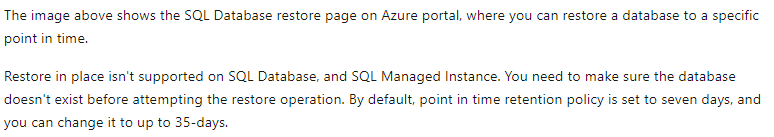 The image above shows the SQL Database restore page on Azure portal, where you can restore a database to a specific
point in time.
Restore in place isn't supported on SQL Database, and SQL Managed Instance. You need to make sure the database
doesn't exist before attempting the restore operation. By default, point in time retention policy is set to seven days, and
you can change it to up to 35-days.